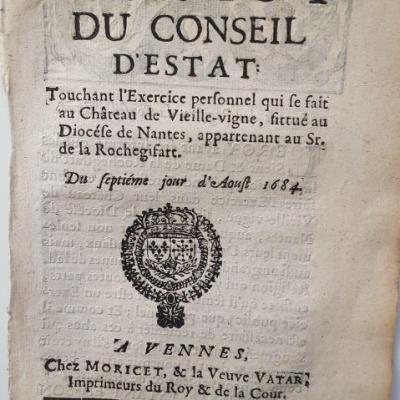 DU CONSEIL
D'ESTAT:
Touchant l'Exercice personnel qui se fait
au Château de Vieille-vigne, sittué au
Diocése de Nantes, appartenant au Sr.
de la Rochegiffart.
Du septiéme jour d'Aoust 1684.
A VENNES,
Chez MORICET, & la Veuve VATAR,
Imprimeurs du Roy & de la Cour.